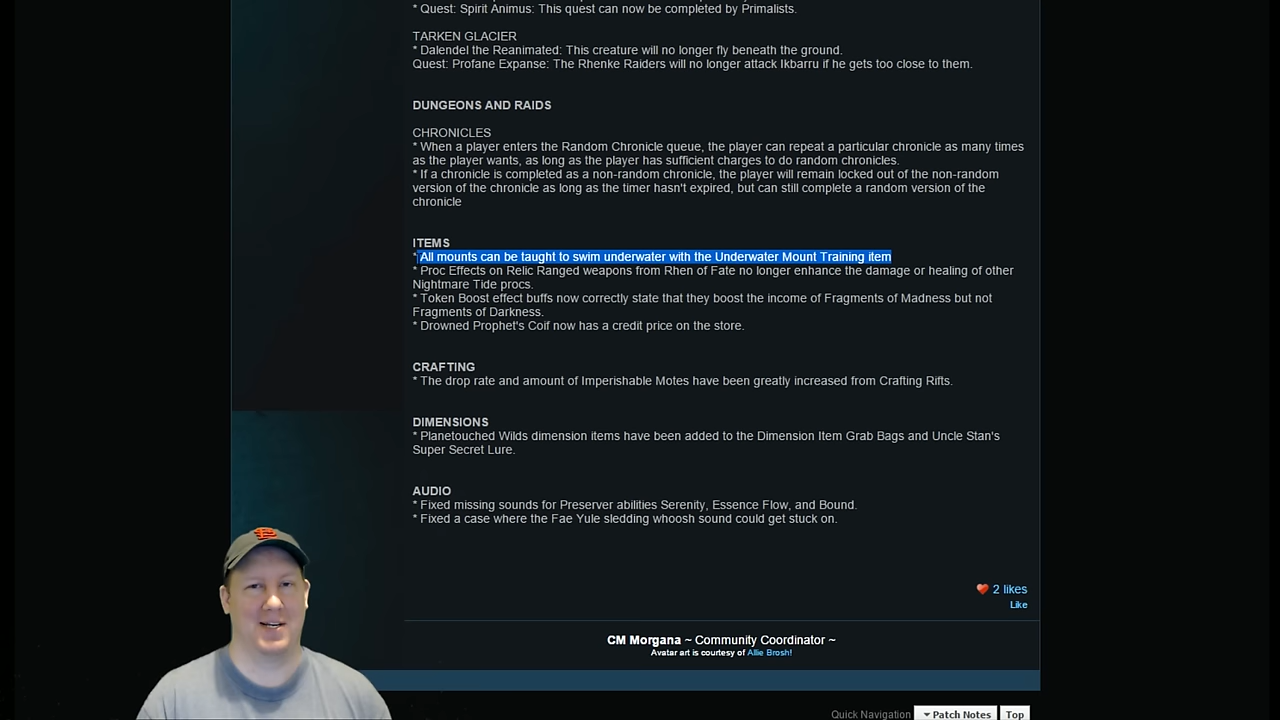 * Quest: Spirit Animus: This quest can now be completed by Primalists.
TARKEN GLACIER
* Dalendel the Reanimated: This creature will no longer fly beneath the ground.
Quest: Profane Expanse: The Rhenke Raiders will no longer attack Ikbarru if he gets too close to them.
DUNGEONS AND RAIDS
CHRONICLES
* When a player enters the Random Chronicle queue, the player can repeat a particular chronicle as many times
as the player wants, as long as the player has sufficient charges to do random chronicles.
* If a chronicle is completed as a non-random chronicle, the player will remain locked out of the non-random
version of the chronicle as long as the timer hasn't expired, but can still complete a random version of the
chronicle
ITEMS
* All mounts can be taught to swim underwater with the Underwater Mount Training item
* Proc Effects on Relic Ranged weapons from Rhen of Fate no longer enhance the damage or healing of other
Nightmare Tide procs.
* Token Boost effect buffs now correctly state that they boost the income of Fragments of Madness but not
Fragments of Darkness.
* Drowned Prophet's Coif now has a credit price on the store.
CRAFTING
* The drop rate and amount of Imperishable Motes have been greatly increased from Crafting Rifts.
DIMENSIONS
* Planetouched Wilds dimension items have been added to the Dimension Item Grab Bags and Uncle Stan's
Super Secret Lure.
AUDIO
* Fixed missing sounds for Preserver abilities Serenity, Essence Flow, and Bound.
* Fixed a case where the Fae Yule sledding whoosh sound could get stuck on.
2 likes
Like
CM Morgana ~ Community Coordinator ~
Avatar art is courtesy of Allie Brosh!
Quick Navigation Patch Notes Top